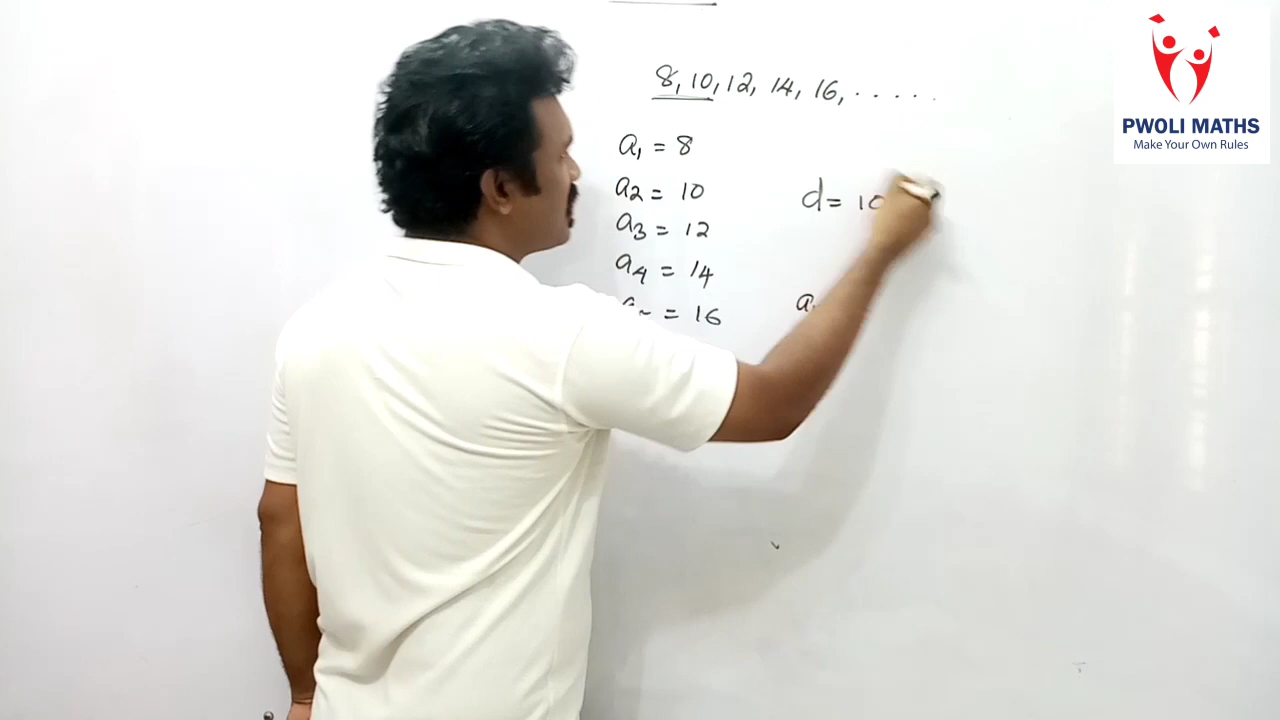 8, 10, 12, 14, 16, . . . . .
a1 = 8
a2 = 10
d = 10
a3 = 12
a4 = 14
= 16
a
PWOLI MATHS
Make Your Own Rules